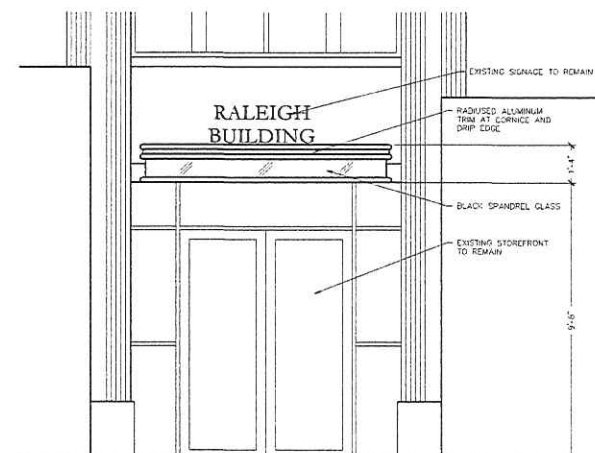 EXISTING SIGNAGE TO REMAIN
RALEIGH
BUILDING
RADIUSED ALUMINUM
TRIM AT CORNICE AND
DRIP EDGE
1'-4"
BLACK SPANDREL GLASS
EXISTING STOREFRONT
TO REMAIN
9'-8"